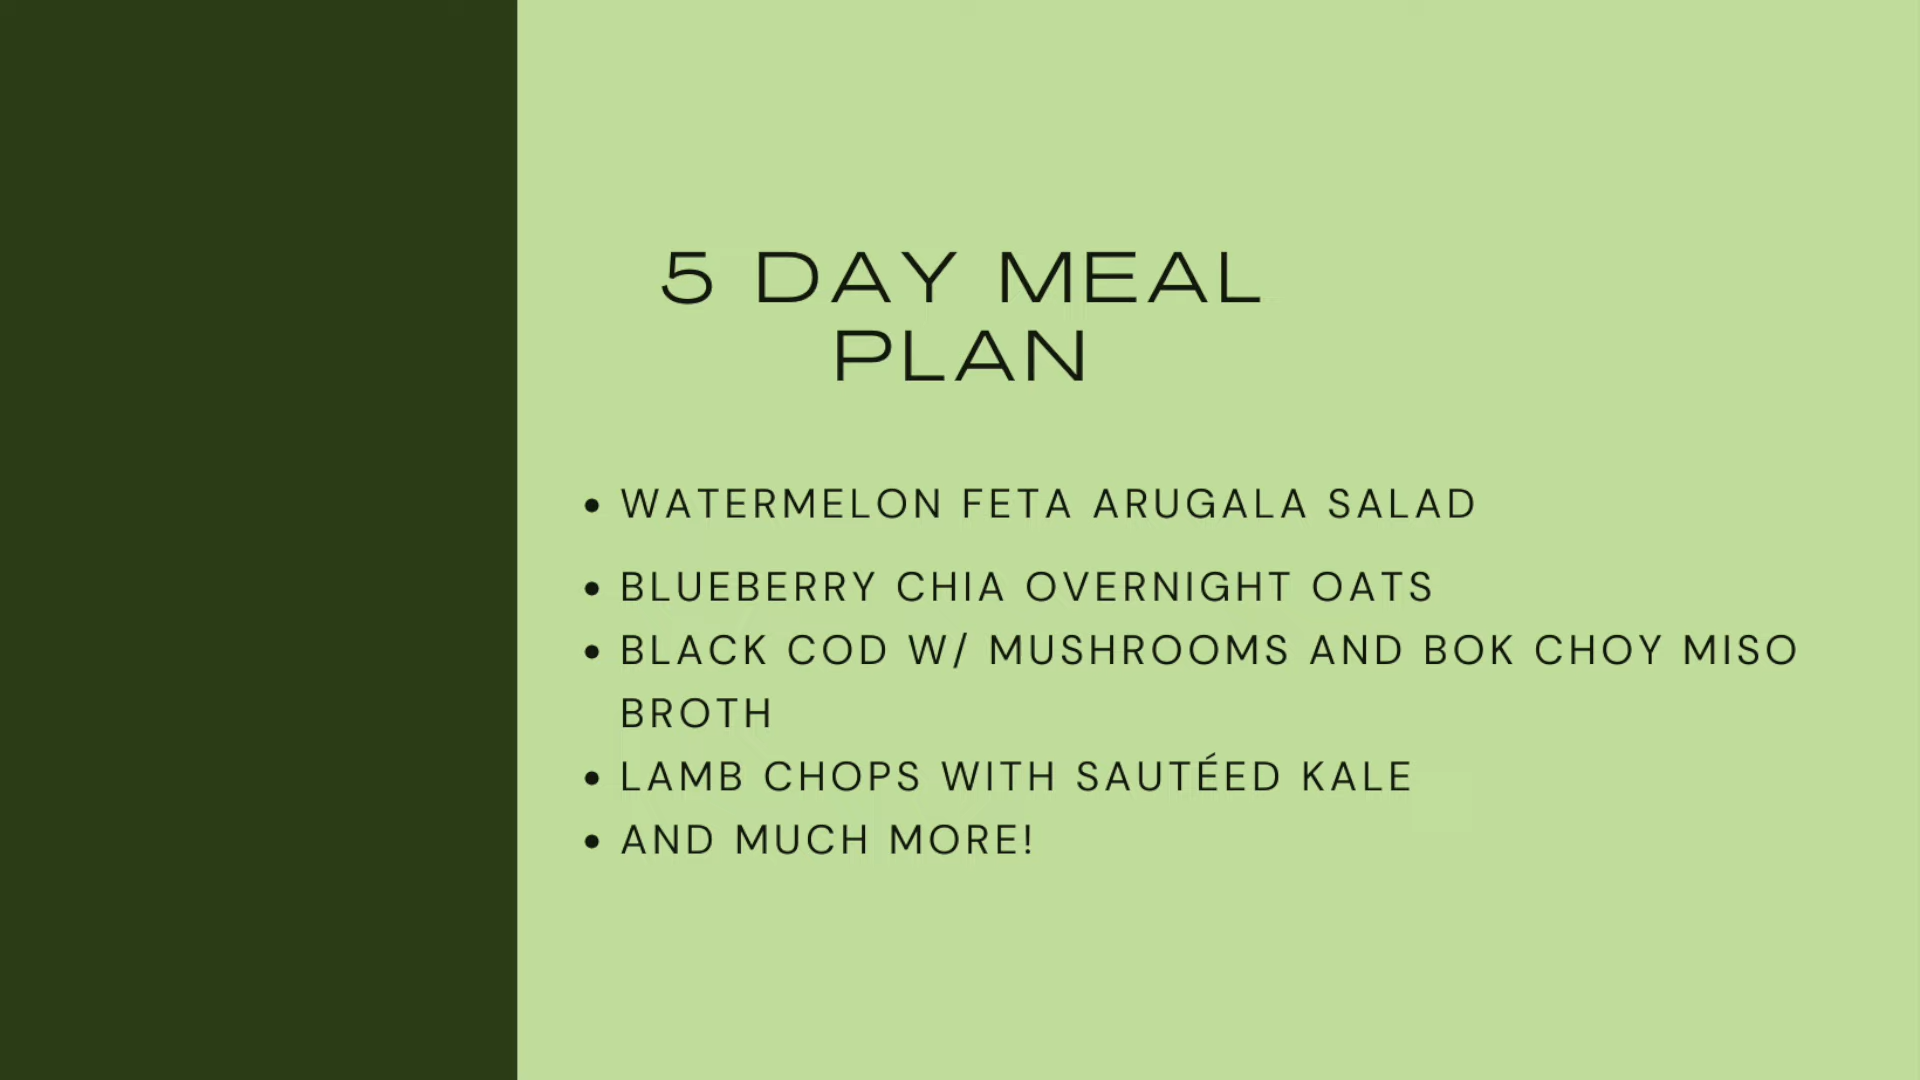 5 DAY MEAL
PLAN
• WATERMELON FETA ARUGALA SALAD
• BLUEBERRY CHIA OVERNIGHT OATS
• BLACK COD W/ MUSHROOMS AND BOK CHOY MISO
BROTH
• LAMB CHOPS WITH SAUTÉED KALE
• AND MUCH MORE!